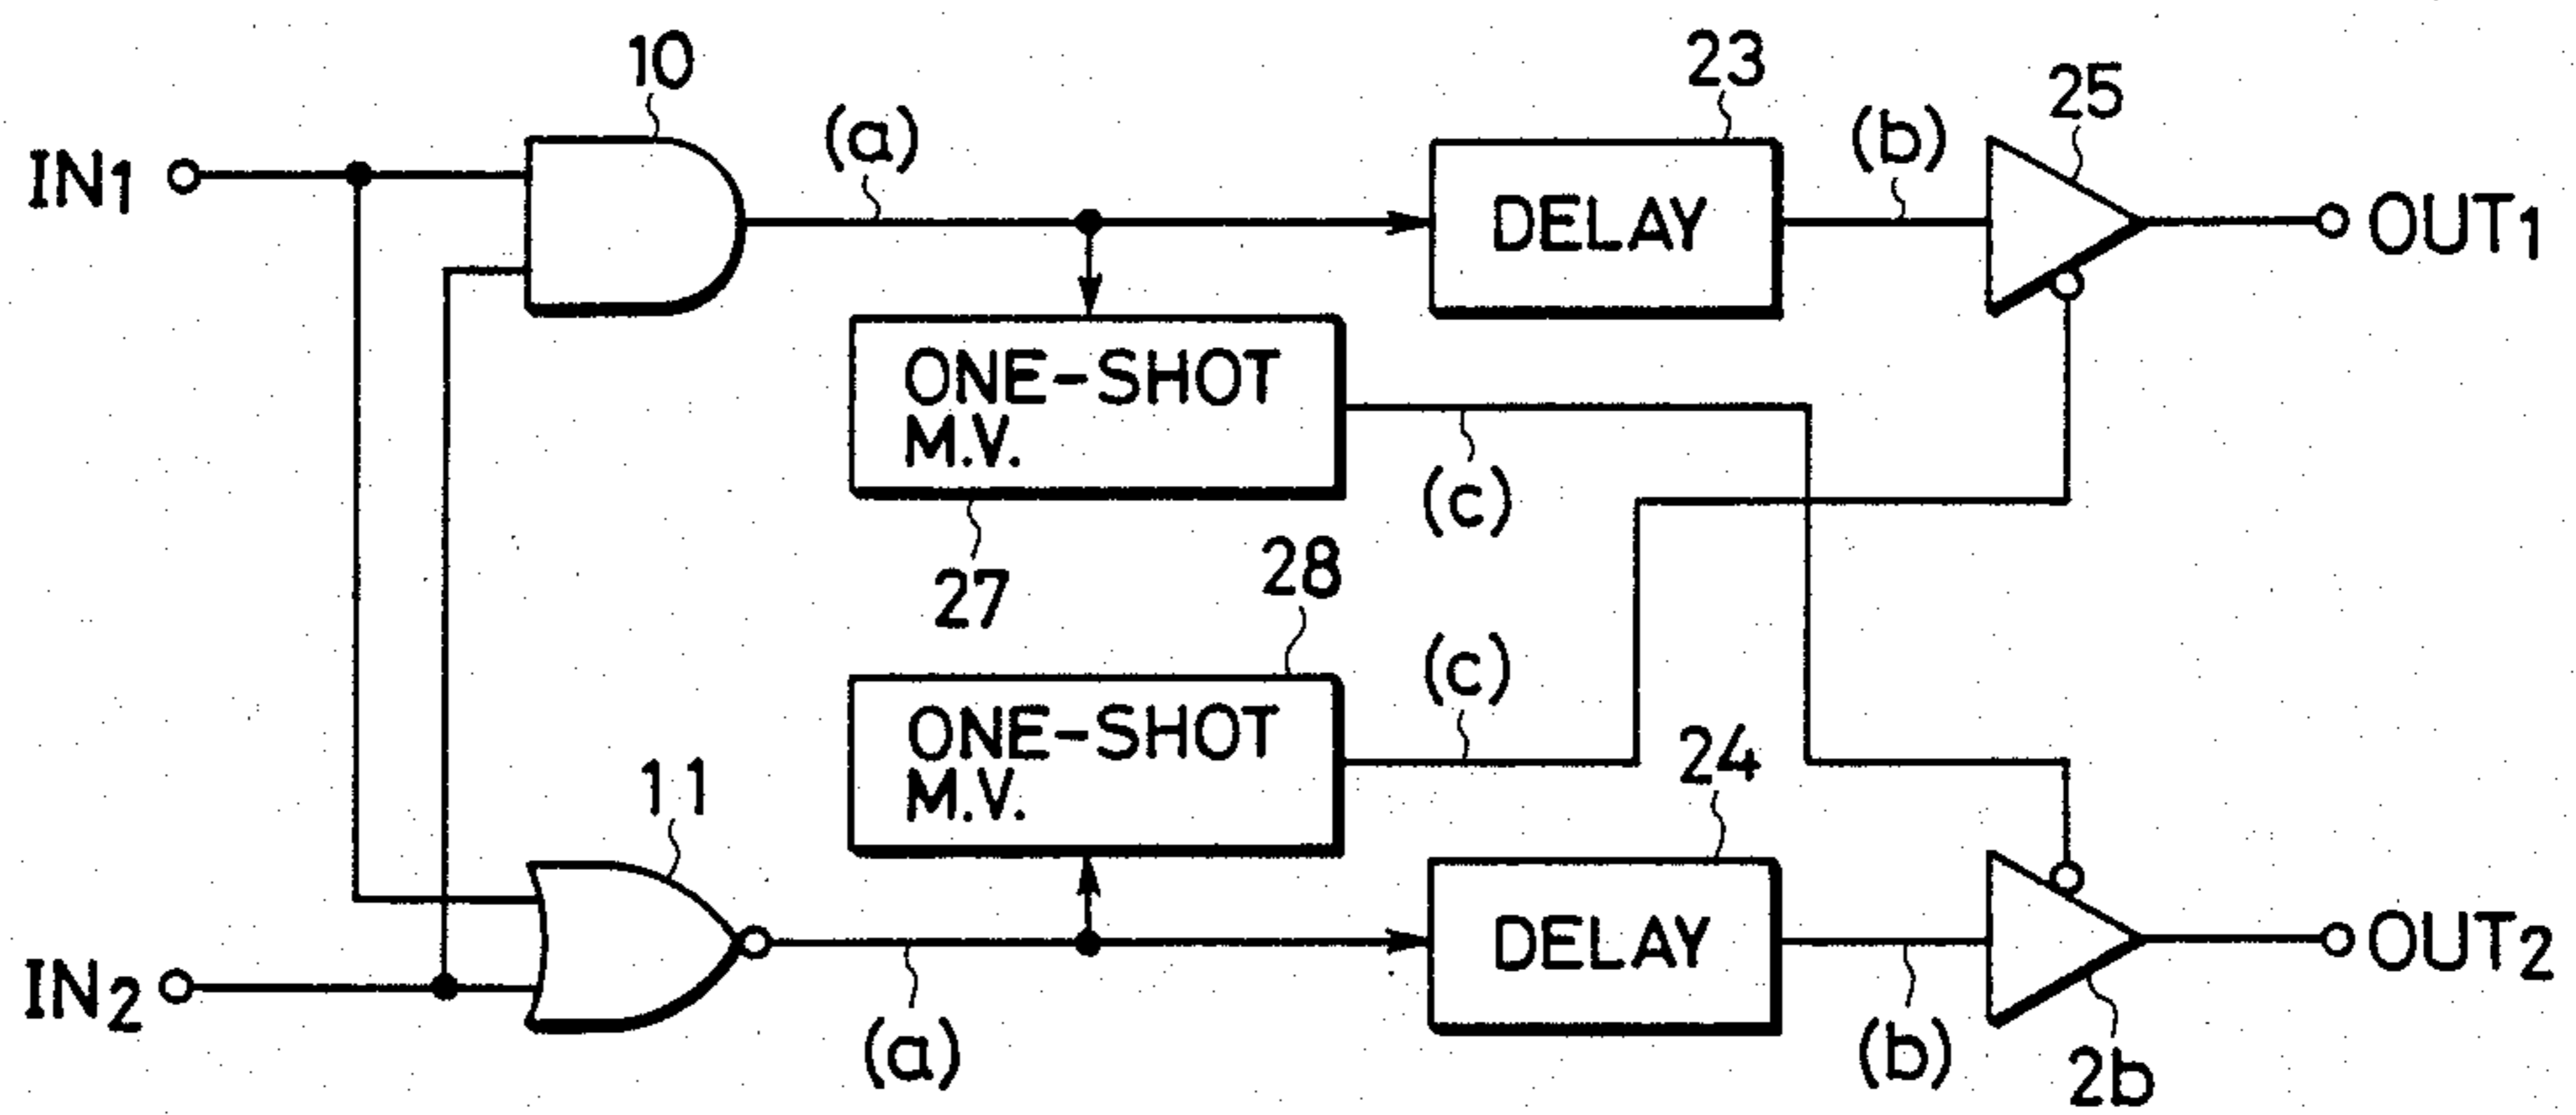 10
23
25
(a)
(b)
IN1
DELAY
OUT1
ONE-SHOT
M.V.
(c)
27
28
(c)
ONE-SHOT
M.V.
24
11
DELAY
OUT2
IN2
(a)
(b)
2b